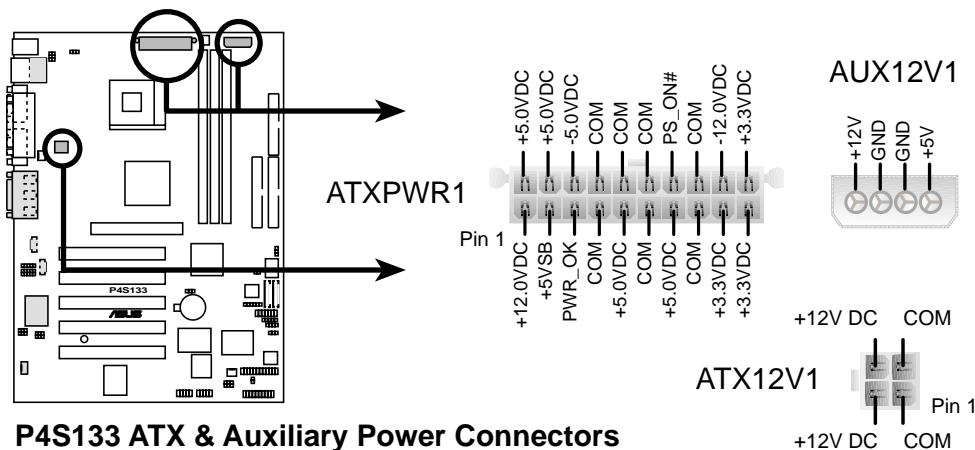 AUX12V1
+5.0VDC
+5.0VDC
-5.0VDC
COM
COM
COM
PS_ON#
COM
-12.0VDC
+3.3VDC
+12V
GND
GND
+5V
ATXPWR1
Pin 1
+12.0VDC
+5VSB
PWR_OK
COM
+5.0VDC
COM
+5.0VDC
COM
+3.3VDC
+3.3VDC
P4S133
ASUS
+12V DC COM
ATX12V1
Pin 1
+12V DC COM
P4S133 ATX & Auxiliary Power Connectors